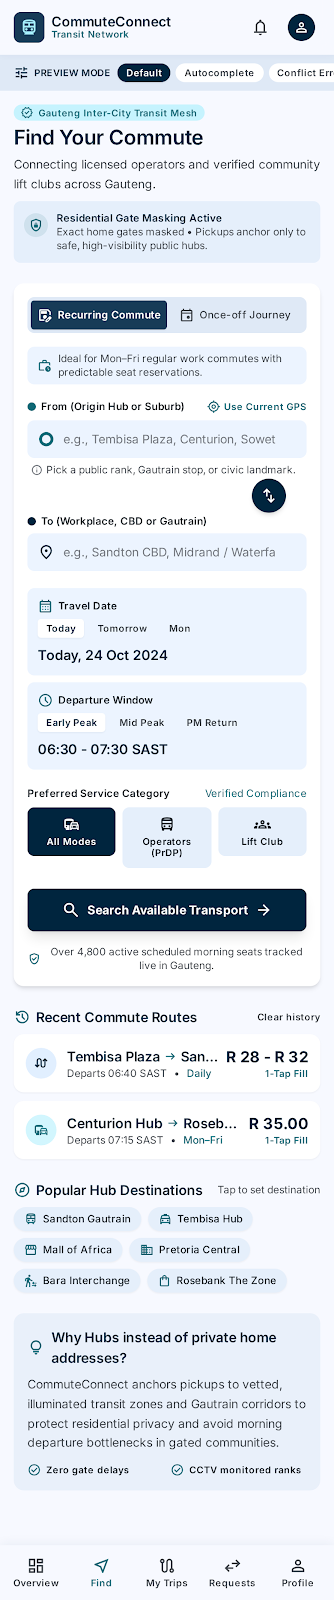 CommuteConnect
Transit Network
PREVIEW MODE Default Autocomplete Conflict Err
Gauteng Inter-City Transit Mesh
Find Your Commute
Connecting licensed operators and verified community
lift clubs across Gauteng.
Residential Gate Masking Active
Exact home gates masked • Pickups anchor only to
safe, high-visibility public hubs.
Recurring Commute Once-off Journey
Ideal for Mon–Fri regular work commutes with
predictable seat reservations.
From (Origin Hub or Suburb) Use Current GPS
e.g., Tembisa Plaza, Centurion, Sowet
Pick a public rank, Gautrain stop, or civic landmark.
To (Workplace, CBD or Gautrain)
e.g., Sandton CBD, Midrand / Waterfa
Travel Date
Today Tomorrow Mon
Today, 24 Oct 2024
Departure Window
Early Peak Mid Peak PM Return
06:30 - 07:30 SAST
Preferred Service Category Verified Compliance
All Modes
Operators
(PrDP)
Lift Club
Search Available Transport →
Over 4,800 active scheduled morning seats tracked
live in Gauteng.
Recent Commute Routes Clear history
Tembisa Plaza → San... R 28 - R 32
Departs 06:40 SAST • Daily 1-Tap Fill
Centurion Hub → Roseb... R 35.00
Departs 07:15 SAST • Mon–Fri 1-Tap Fill
Popular Hub Destinations Tap to set destination
Sandton Gautrain Tembisa Hub
Mall of Africa Pretoria Central
Bara Interchange Rosebank The Zone
Why Hubs instead of private home
addresses?
CommuteConnect anchors pickups to vetted,
illuminated transit zones and Gautrain corridors to
protect residential privacy and avoid morning
departure bottlenecks in gated communities.
Zero gate delays CCTV monitored ranks
Overview Find My Trips Requests Profile